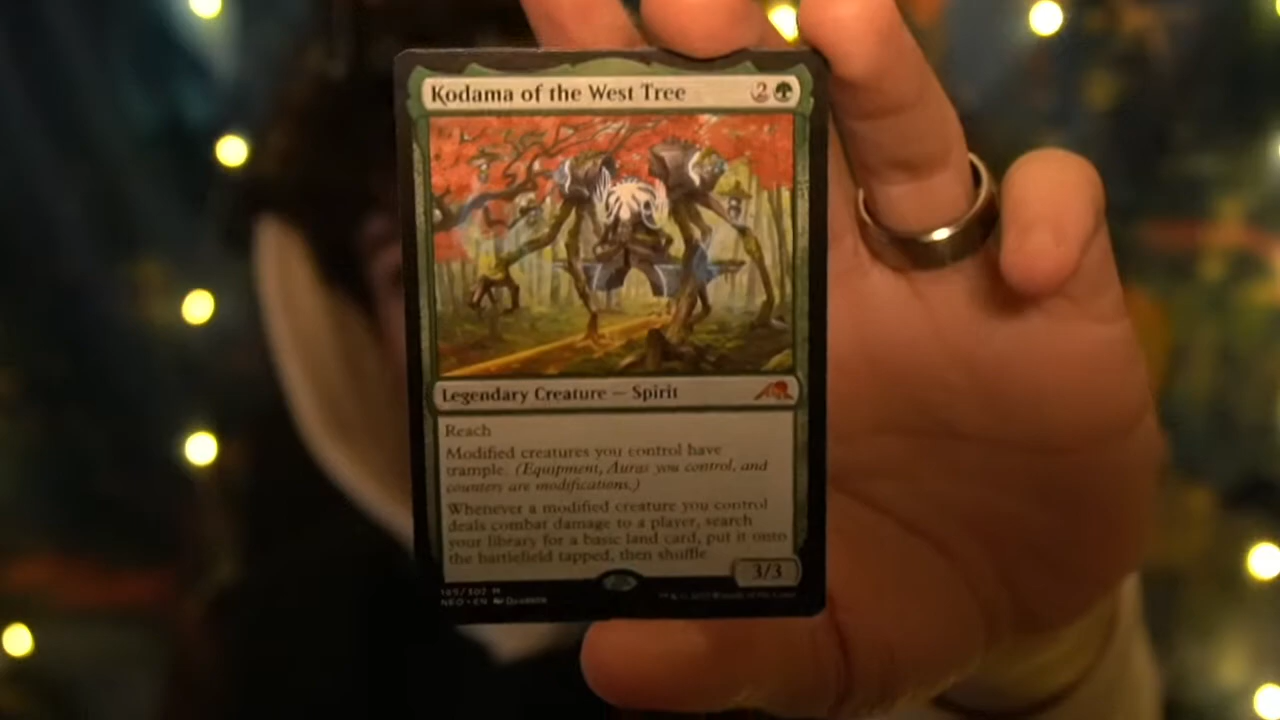 Kodama of the West Tree 2
Legendary Creature — Spirit
Reach
Modified creatures you control have
trample. (Equipment, Auras you control, and
counters are modifications.)
Whenever a modified creature you control
deals combat damage to a player, search
your library for a basic land card, put it onto
the battlefield tapped, then shuffle.
3/3
NEO • EN